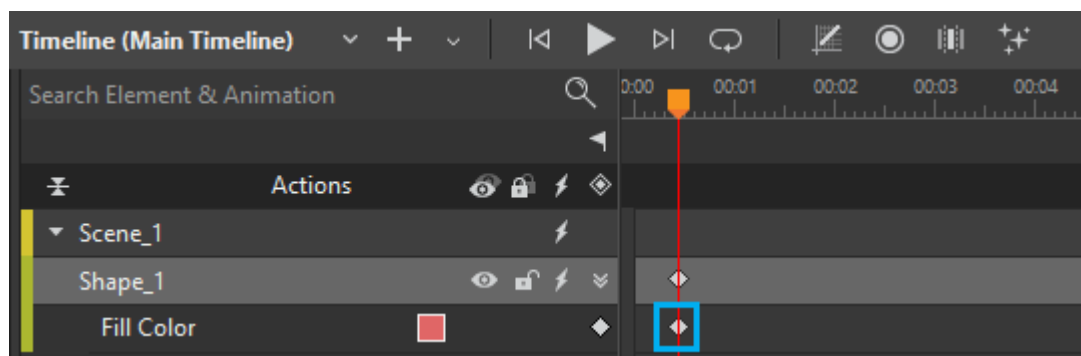 Timeline (Main Timeline)
Search Element & Animation
0:00 00:01 00:02 00:03 00:04
Actions
Scene_1
Shape_1
Fill Color